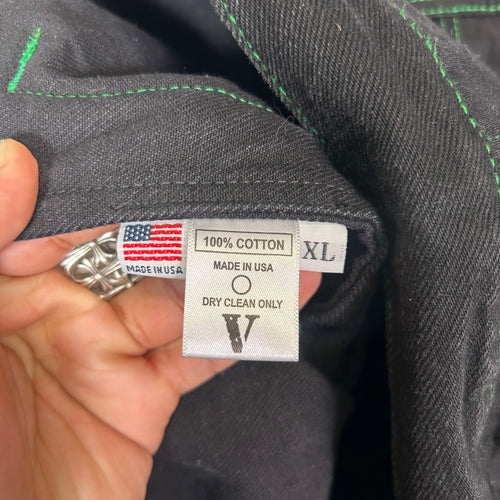 MADE IN USA
100% COTTON
MADE IN USA
DRY CLEAN ONLY
V
XL